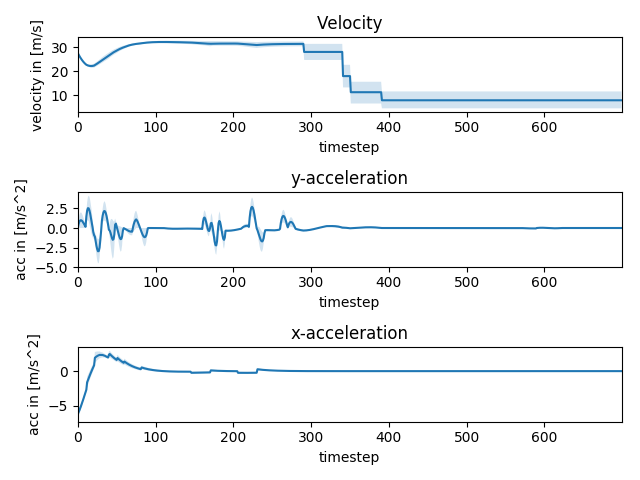 Velocity
velocity in [m/s]
30
20
10
0 100 200 300 400 500 600
timestep
y-acceleration
acc in [m/s^2]
2.5
0.0
−2.5
−5.0
0 100 200 300 400 500 600
timestep
x-acceleration
acc in [m/s^2]
0
−5
0 100 200 300 400 500 600
timestep